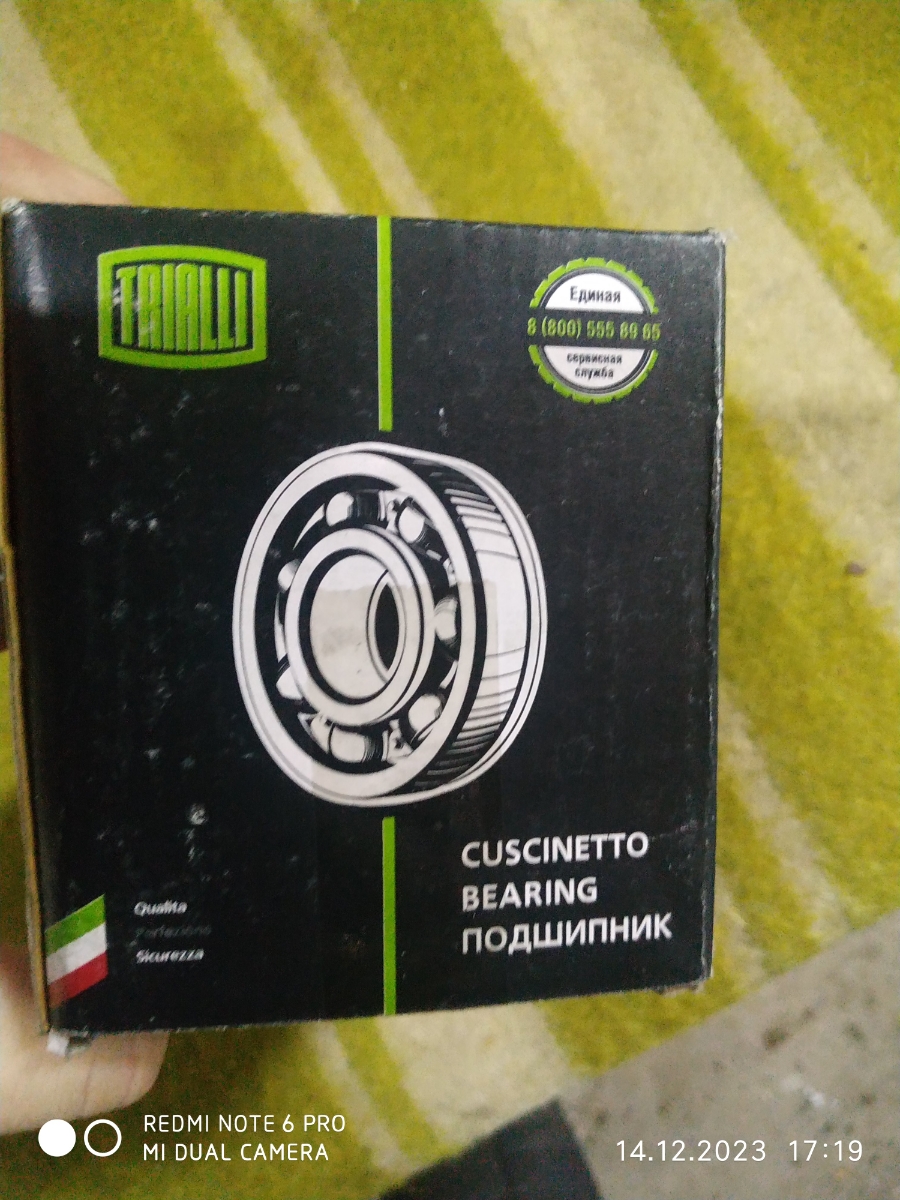 TRIALLI
Единая
8 (800) 555 89 65
сервисная
служба
CUSCINETTO
BEARING
ПОДШИПНИК
Qualita
Perfezione
Sicurezza
REDMI NOTE 6 PRO
MI DUAL CAMERA
14.12.2023 17:19